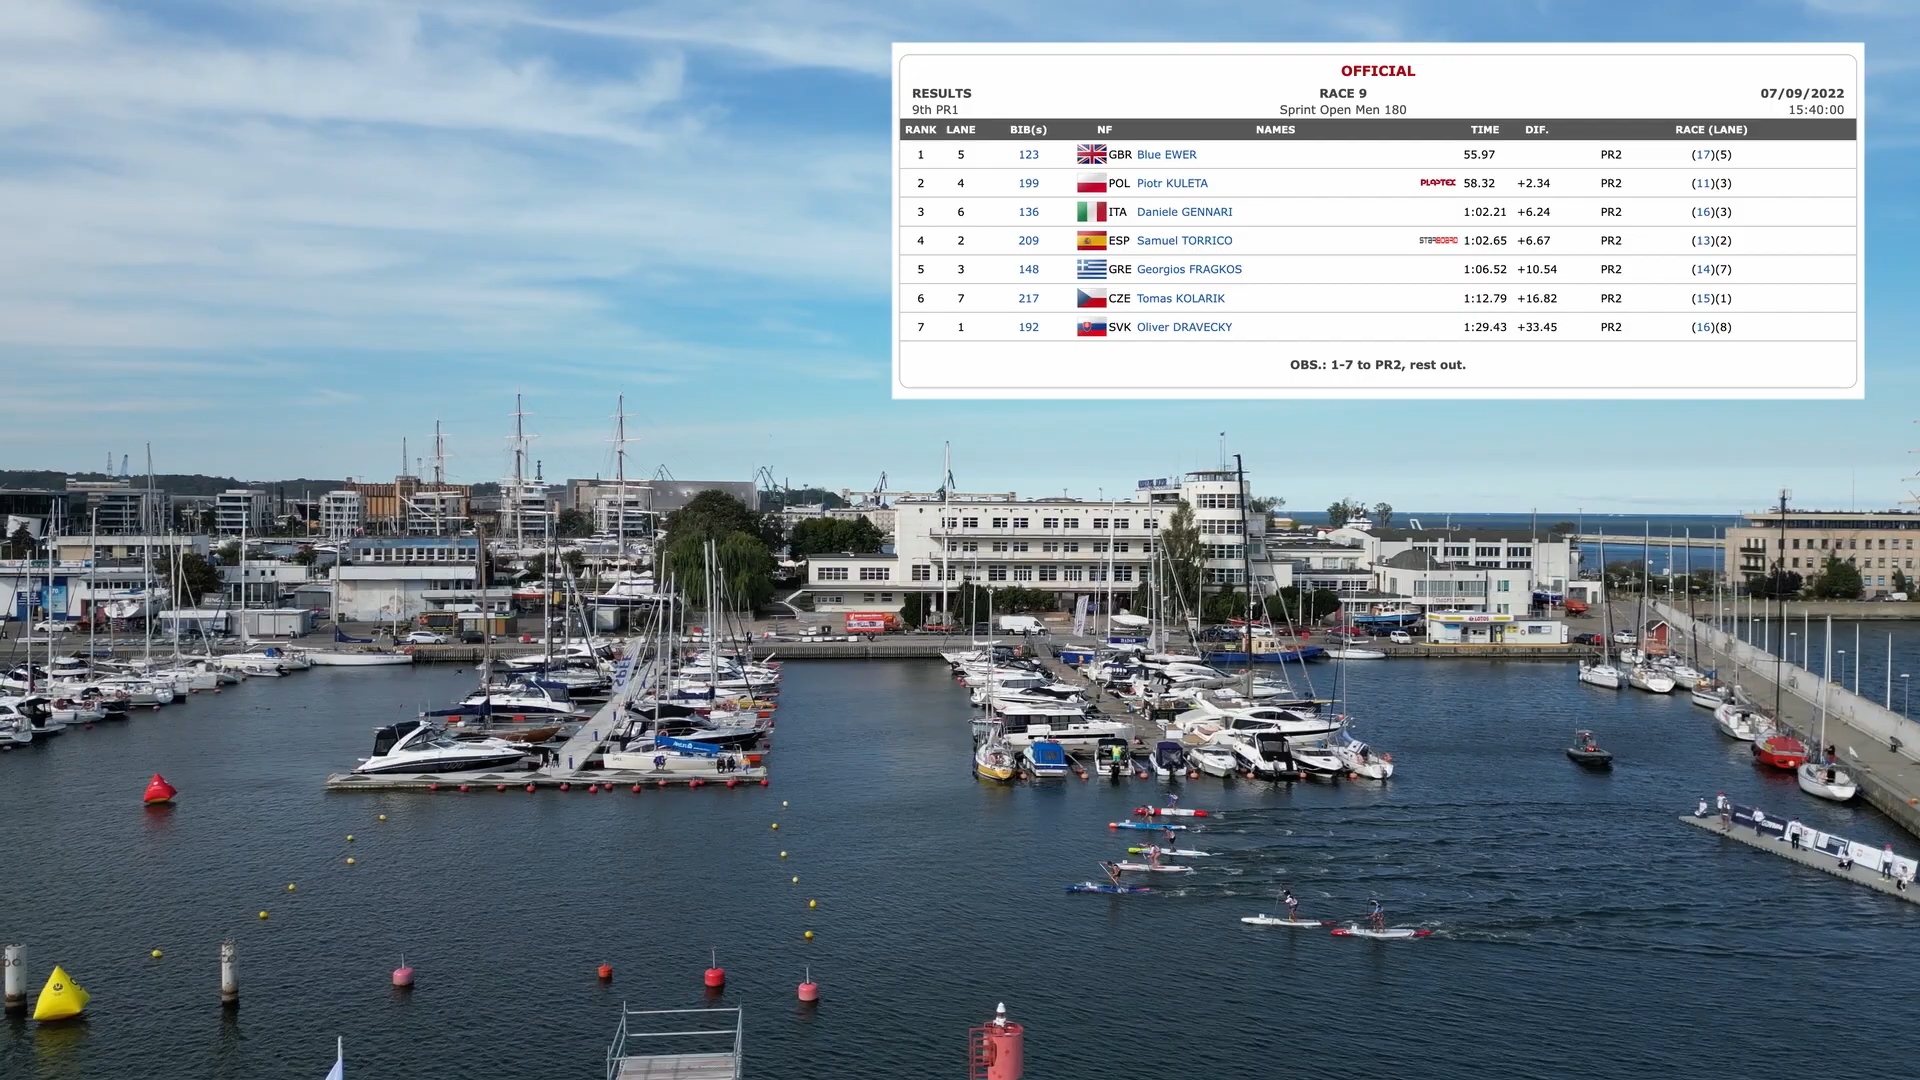 OFFICIAL
RESULTS RACE 9 07/09/2022
9th PR1 Sprint Open Men 180 15:40:00
RANK LANE BIB(s) NF NAMES TIME DIF. RACE (LANE)
1 5 123 GBR Blue EWER 55.97 PR2 (17)(5)
2 4 199 POL Piotr KULETA PLASTEX 58.32 +2.34 PR2 (11)(3)
3 6 136 ITA Daniele GENNARI 1:02.21 +6.24 PR2 (16)(3)
4 2 209 ESP Samuel TORRICO STARBOARD 1:02.65 +6.67 PR2 (13)(2)
5 3 148 GRE Georgios FRAGKOS 1:06.52 +10.54 PR2 (14)(7)
6 7 217 CZE Tomas KOLARIK 1:12.79 +16.82 PR2 (15)(1)
7 1 192 SVK Oliver DRAVECKY 1:29.43 +33.45 PR2 (16)(8)
OBS.: 1-7 to PR2, rest out.
LOTOS